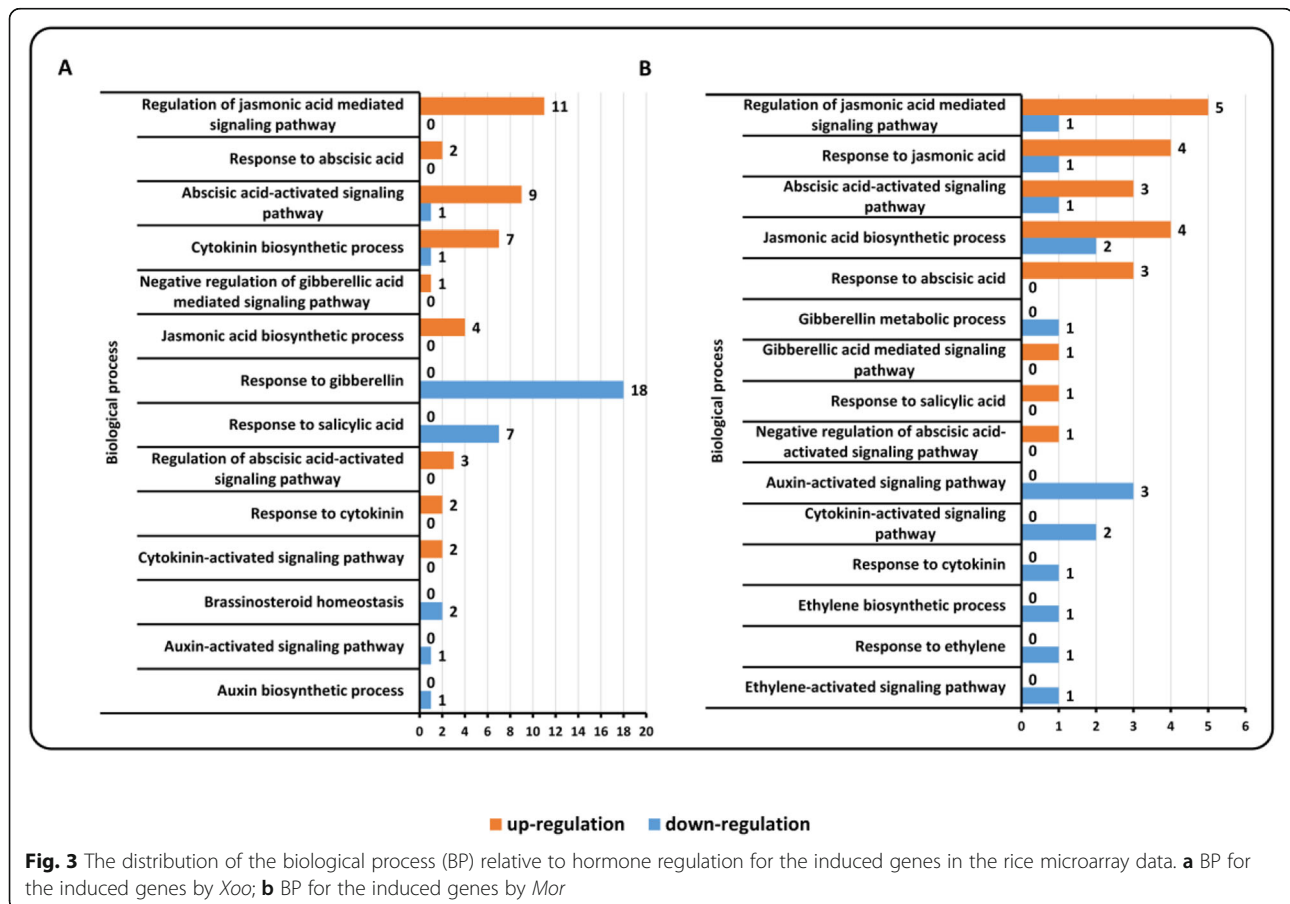 A
Biological process
Regulation of jasmonic acid mediated
signaling pathway
11
0
Response to abscisic acid
2
0
Abscisic acid-activated signaling
pathway
9
1
Cytokinin biosynthetic process
7
1
Negative regulation of gibberellic acid
mediated signaling pathway
1
0
Jasmonic acid biosynthetic process
4
0
Response to gibberellin
0
18
Response to salicylic acid
0
7
Regulation of abscisic acid-activated
signaling pathway
3
0
Response to cytokinin
2
0
Cytokinin-activated signaling pathway
2
0
Brassinosteroid homeostasis
0
2
Auxin-activated signaling pathway
0
1
Auxin biosynthetic process
0
1
0 2 4 6 8 10 12 14 16 18 20
B
Biological process
Regulation of jasmonic acid mediated
signaling pathway
5
1
Response to jasmonic acid
4
1
Abscisic acid-activated signaling
pathway
3
1
Jasmonic acid biosynthetic process
4
2
Response to abscisic acid
3
0
Gibberellin metabolic process
0
1
Gibberellic acid mediated signaling
pathway
1
0
Response to salicylic acid
1
0
Negative regulation of abscisic acid-
activated signaling pathway
1
0
Auxin-activated signaling pathway
0
3
Cytokinin-activated signaling
pathway
0
2
Response to cytokinin
0
1
Ethylene biosynthetic process
0
1
Response to ethylene
0
1
Ethylene-activated signaling pathway
0
1
0 1 2 3 4 5 6
up-regulation down-regulation
Fig. 3 The distribution of the biological process (BP) relative to hormone regulation for the induced genes in the rice microarray data. a BP for
the induced genes by Xoo; b BP for the induced genes by Mor